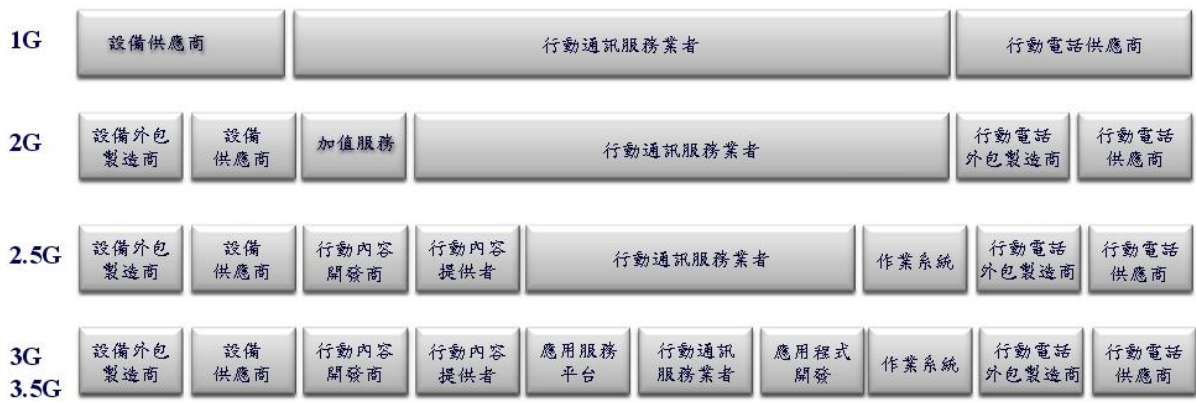 1G
設備供應商
行動通訊服務業者
行動電話供應商
2G
設備外包
製造商
設備
供應商
加值服務
行動通訊服務業者
行動電話
外包製造商
行動電話
供應商
2.5G
設備外包
製造商
設備
供應商
行動內容
開發商
行動內容
提供者
行動通訊服務業者
作業系統
行動電話
外包製造商
行動電話
供應商
3G
3.5G
設備外包
製造商
設備
供應商
行動內容
開發商
行動內容
提供者
應用服務
平台
行動通訊
服務業者
應用程式
開發
作業系統
行動電話
外包製造商
行動電話
供應商